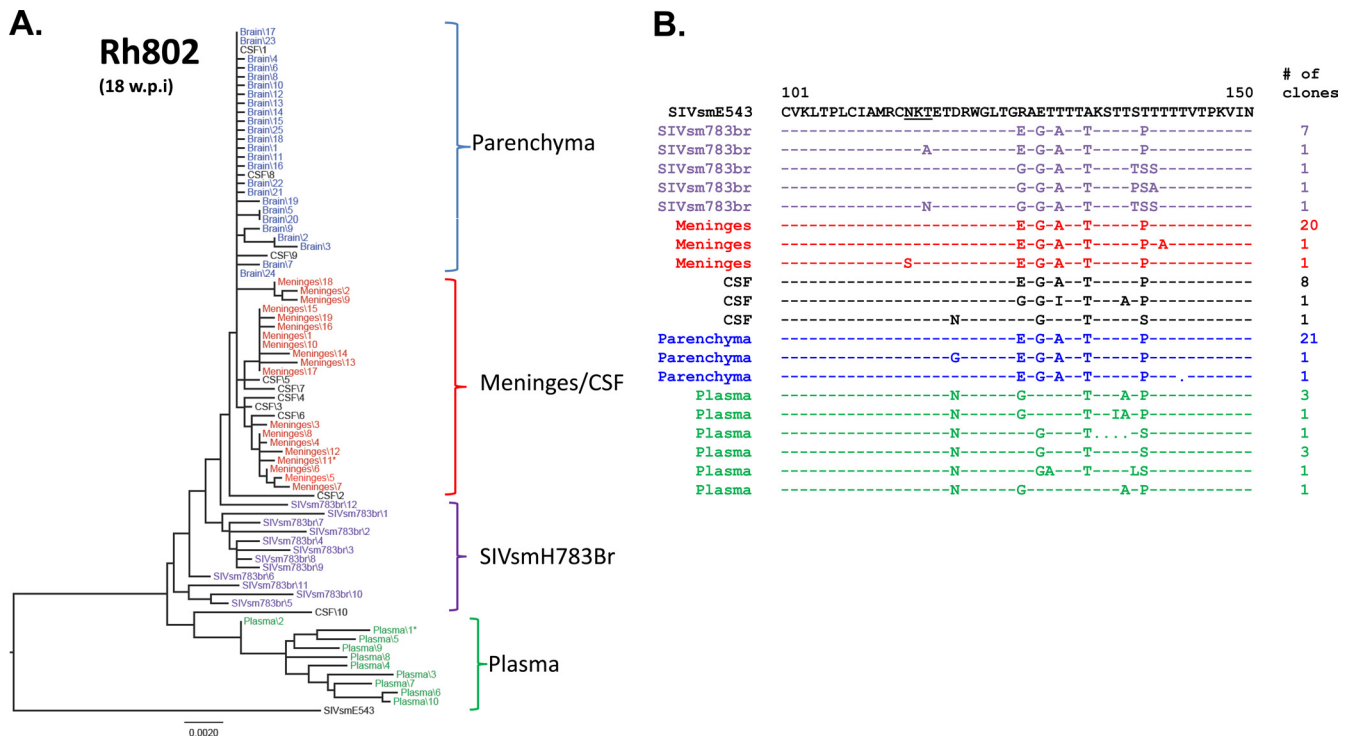 A.
Rh802
(18 w.p.i)
Brain\17
Brain\23
CSF\1
Brain\4
Brain\6
Brain\8
Brain\10
Brain\12
Brain\13
Brain\14
Brain\15
Brain\25
Brain\18
Brain\1
Brain\11
Brain\16
CSF\8
Brain\22
Brain\21
Brain\19
Brain\5
Brain\20
Brain\9
Brain\2
Brain\3
CSF\9
Brain\7
Brain\24
Parenchyma
Meninges\18
Meninges\2
Meninges\9
Meninges\15
Meninges\19
Meninges\16
Meninges\1
Meninges\10
Meninges\14
Meninges\13
Meninges\17
CSF\5
CSF\7
CSF\4
CSF\3
CSF\6
Meninges\3
Meninges\8
Meninges\4
Meninges\12
Meninges\11*
Meninges\6
Meninges\5
Meninges\7
CSF\2
Meninges/CSF
SIVsm783br\12
SIVsm783br\1
SIVsm783br\7
SIVsm783br\2
SIVsm783br\4
SIVsm783br\3
SIVsm783br\8
SIVsm783br\9
SIVsm783br\6
SIVsm783br\11
SIVsm783br\10
SIVsm783br\5
SIVsmH783Br
CSF\10
Plasma\2
Plasma\1*
Plasma\5
Plasma\9
Plasma\8
Plasma\4
Plasma\3
Plasma\7
Plasma\6
Plasma\10
Plasma
SIVsmE543
0.0020
B.
# of
101 150 clones
SIVsmE543 CVKLTPLCIAMRCNKTETDRWGLTGRAETTTTAKSTTSTTTTTVTPKVIN
SIVsm783br -------------------------E-G-A--T-----P----------- 7
SIVsm783br ---------------A---------E-G-A--T-----P----------- 1
SIVsm783br -------------------------G-G-A--T----TSS---------- 1
SIVsm783br -------------------------G-G-A--T----PSA---------- 1
SIVsm783br ---------------N---------G-G-A--T----TSS---------- 1
Meninges -------------------------E-G-A--T-----P----------- 20
Meninges -------------------------E-G-A--T-----P-A--------- 1
Meninges -------------S-----------E-G-A--T-----P----------- 1
CSF -------------------------E-G-A--T-----P----------- 8
CSF -------------------------G-G-I--T---A-P----------- 1
CSF ------------------N--------G----T-----S----------- 1
Parenchyma -------------------------E-G-A--T-----P----------- 21
Parenchyma ------------------G------E-G-A--T-----P----------- 1
Parenchyma -------------------------E-G-A--T-----P---.------- 1
Plasma ------------------N------G------T---A-P----------- 3
Plasma ------------------N------G------T--IA-P----------- 1
Plasma ------------------N--------G----T....-S----------- 1
Plasma ------------------N--------G----T-----S----------- 3
Plasma ------------------N--------GA---T----LS----------- 1
Plasma ------------------N------G----------A-P----------- 1